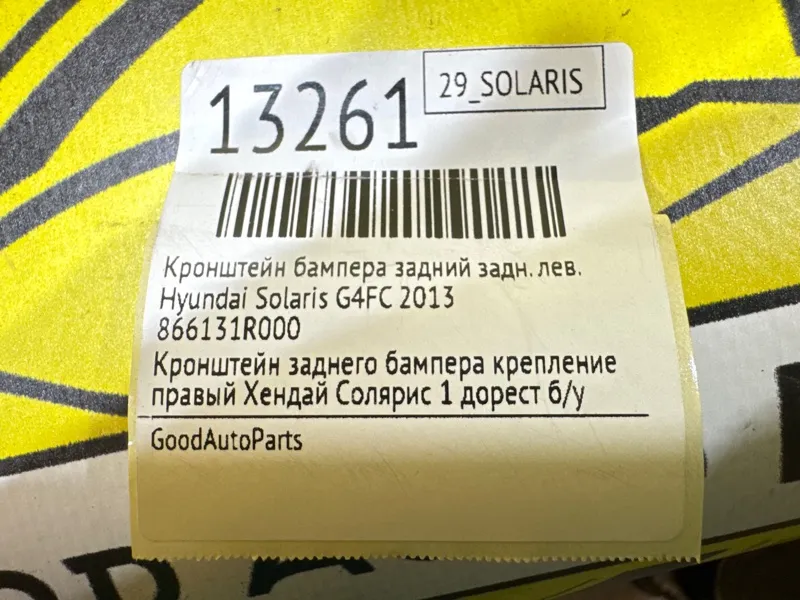 13261
29_SOLARIS
Кронштейн бампера задний задн. лев.
Hyundai Solaris G4FC 2013
866131R000
Кронштейн заднего бампера крепление
правый Хендай Солярис 1 дорест б/у
GoodAutoParts